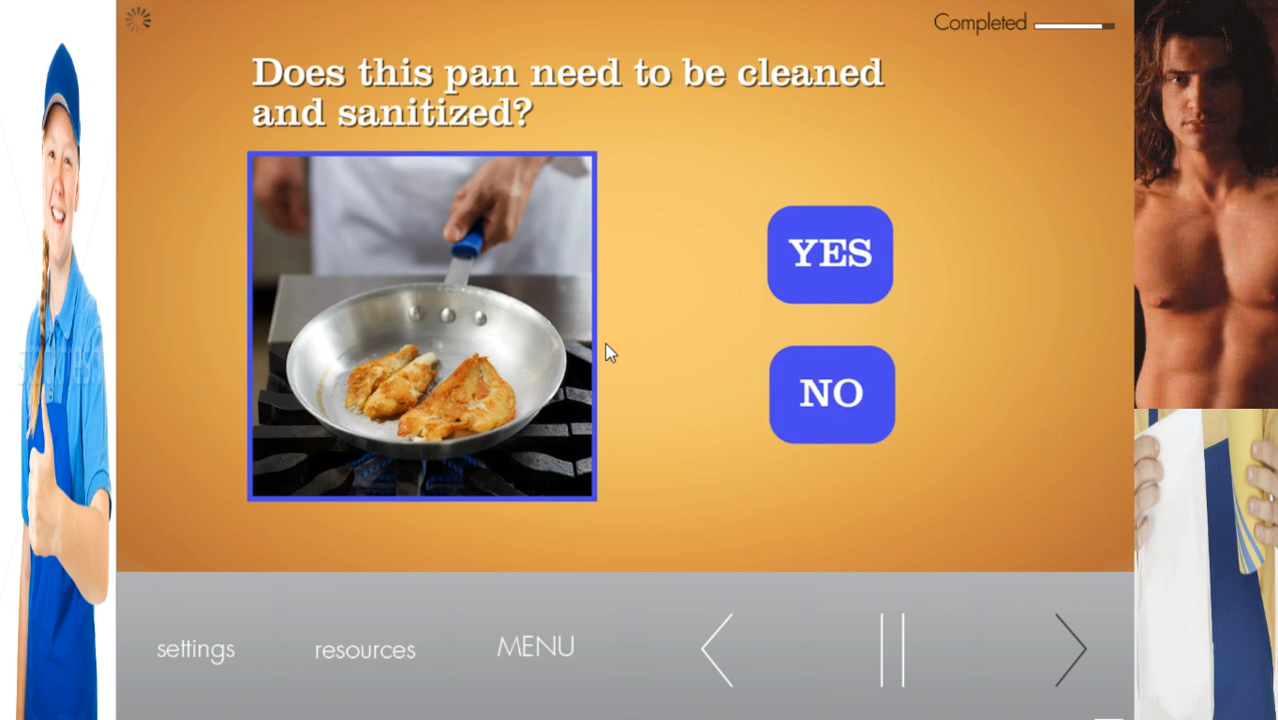 Completed
Does this pan need to be cleaned
and sanitized?
YES
NO
settings
resources
MENU